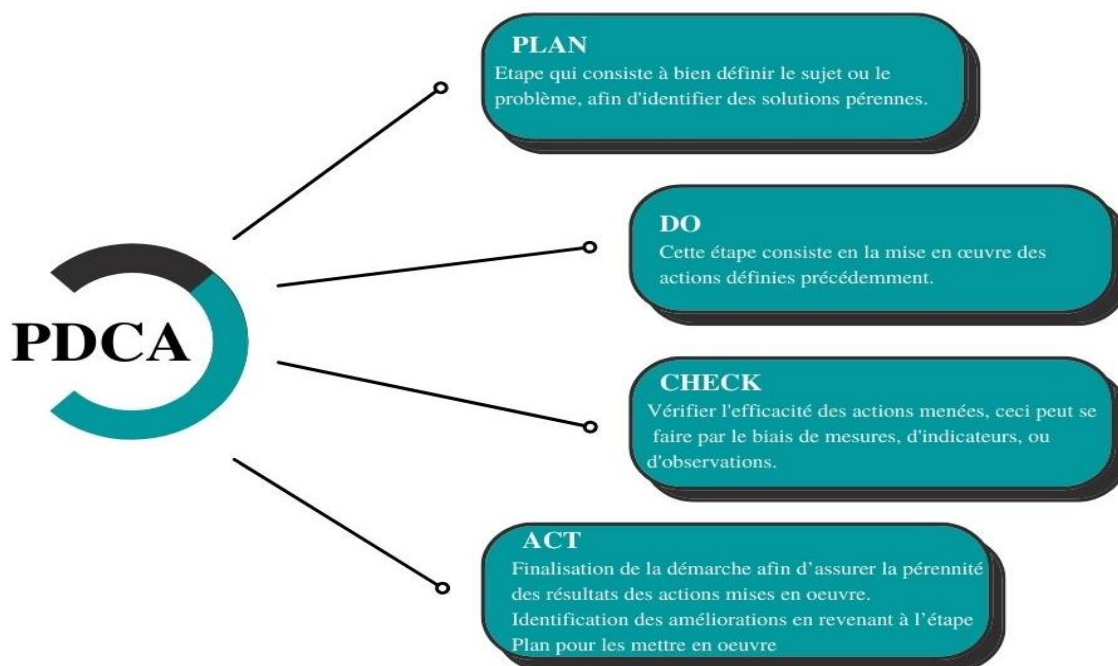 PDCA
PLAN
Etape qui consiste à bien définir le sujet ou le
problème, afin d'identifier des solutions pérennes.
DO
Cette étape consiste en la mise en œuvre des
actions définies précédemment.
CHECK
Vérifier l'efficacité des actions menées, ceci peut se
faire par le biais de mesures, d'indicateurs, ou
d'observations.
ACT
Finalisation de la démarche afin d’assurer la pérennité
des résultats des actions mises en oeuvre.
Identification des améliorations en revenant à l’étape
Plan pour les mettre en oeuvre